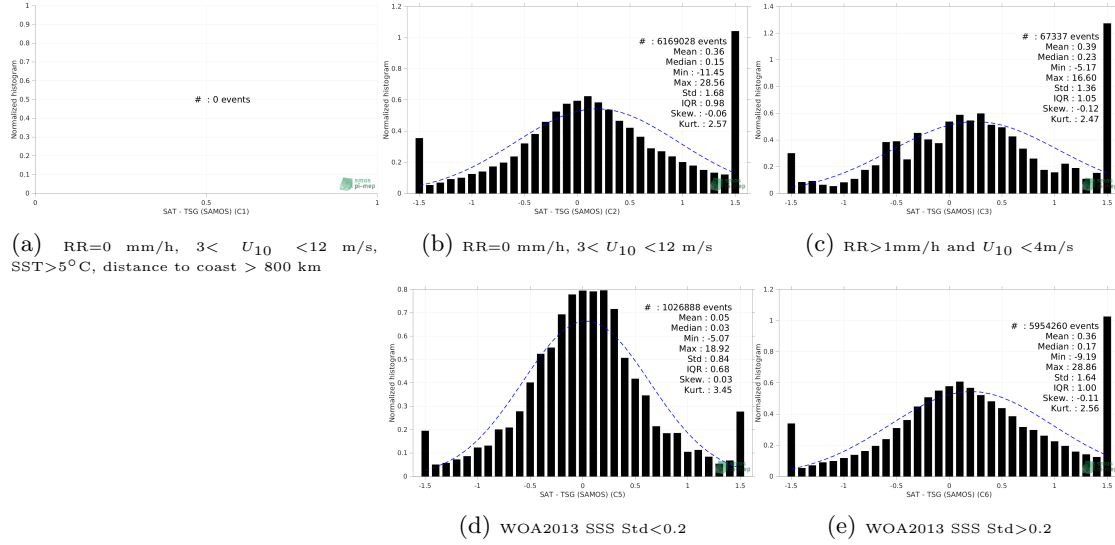 1
0.9
0.8
0.7
0.6
0.5
0.4
0.3
0.2
0.1
0
0
0.5
1
Normalized histogram
# : 0 events
SAT - TSG (SAMOS) (C1)
smos
pi-mep
(a) RR=0 mm/h, 3< U10 <12 m/s,
SST>5°C, distance to coast > 800 km
1.2
1
0.8
0.6
0.4
0.2
0
-1.5
-1
-0.5
0
0.5
1
1.5
Normalized histogram
# : 6169028 events
Mean : 0.36
Median : 0.15
Min : -11.45
Max : 28.56
Std : 1.68
IQR : 0.98
Skew. : -0.06
Kurt. : 2.57
SAT - TSG (SAMOS) (C2)
(b) RR=0 mm/h, 3< U10 <12 m/s
1.4
1.2
1
0.8
0.6
0.4
0.2
0
-1.5
-1
-0.5
0
0.5
1
1.5
Normalized histogram
# : 67337 events
Mean : 0.39
Median : 0.23
Min : -5.17
Max : 16.60
Std : 1.36
IQR : 1.05
Skew. : -0.12
Kurt. : 2.47
SAT - TSG (SAMOS) (C3)
(c) RR>1mm/h and U10 <4m/s
0.8
0.7
0.6
0.5
0.4
0.3
0.2
0.1
0
-1.5
-1
-0.5
0
0.5
1
1.5
Normalized histogram
# : 1026888 events
Mean : 0.05
Median : 0.03
Min : -5.07
Max : 18.92
Std : 0.84
IQR : 0.68
Skew. : 0.03
Kurt. : 3.45
SAT - TSG (SAMOS) (C5)
(d) WOA2013 SSS Std<0.2
1.2
1
0.8
0.6
0.4
0.2
0
-1.5
-1
-0.5
0
0.5
1
1.5
Normalized histogram
# : 5954260 events
Mean : 0.36
Median : 0.17
Min : -9.19
Max : 28.86
Std : 1.64
IQR : 1.00
Skew. : -0.11
Kurt. : 2.56
SAT - TSG (SAMOS) (C6)
(e) WOA2013 SSS Std>0.2